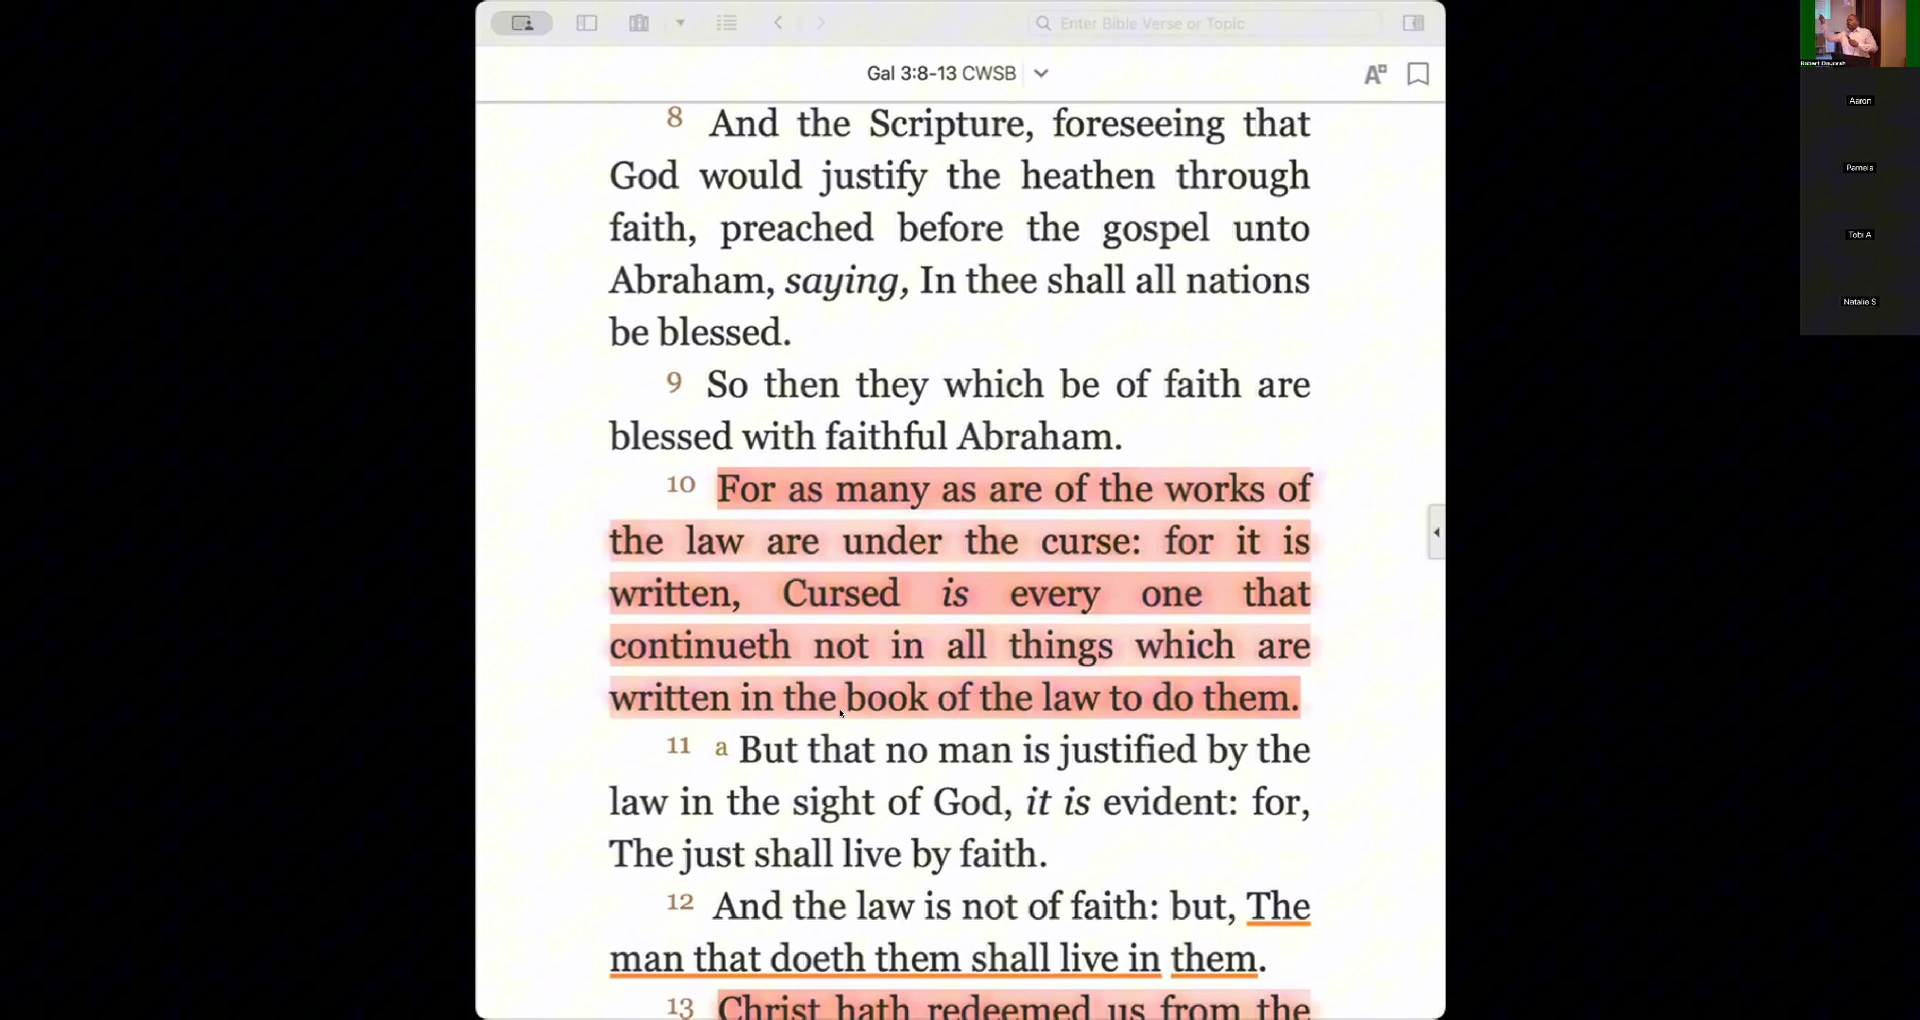 Enter Bible Verse or Topic
Gal 3:8-13 CWSB
8 And the Scripture, foreseeing that
God would justify the heathen through
faith, preached before the gospel unto
Abraham, saying, In thee shall all nations
be blessed.
9 So then they which be of faith are
blessed with faithful Abraham.
10 For as many as are of the works of
the law are under the curse: for it is
written, Cursed is every one that
continueth not in all things which are
written in the book of the law to do them.
11 a But that no man is justified by the
law in the sight of God, it is evident: for,
The just shall live by faith.
12 And the law is not of faith: but, The
man that doeth them shall live in them.
13 Christ hath redeemed us from the
Robert
Aaron
Pamela
Tobi A
Natalie S